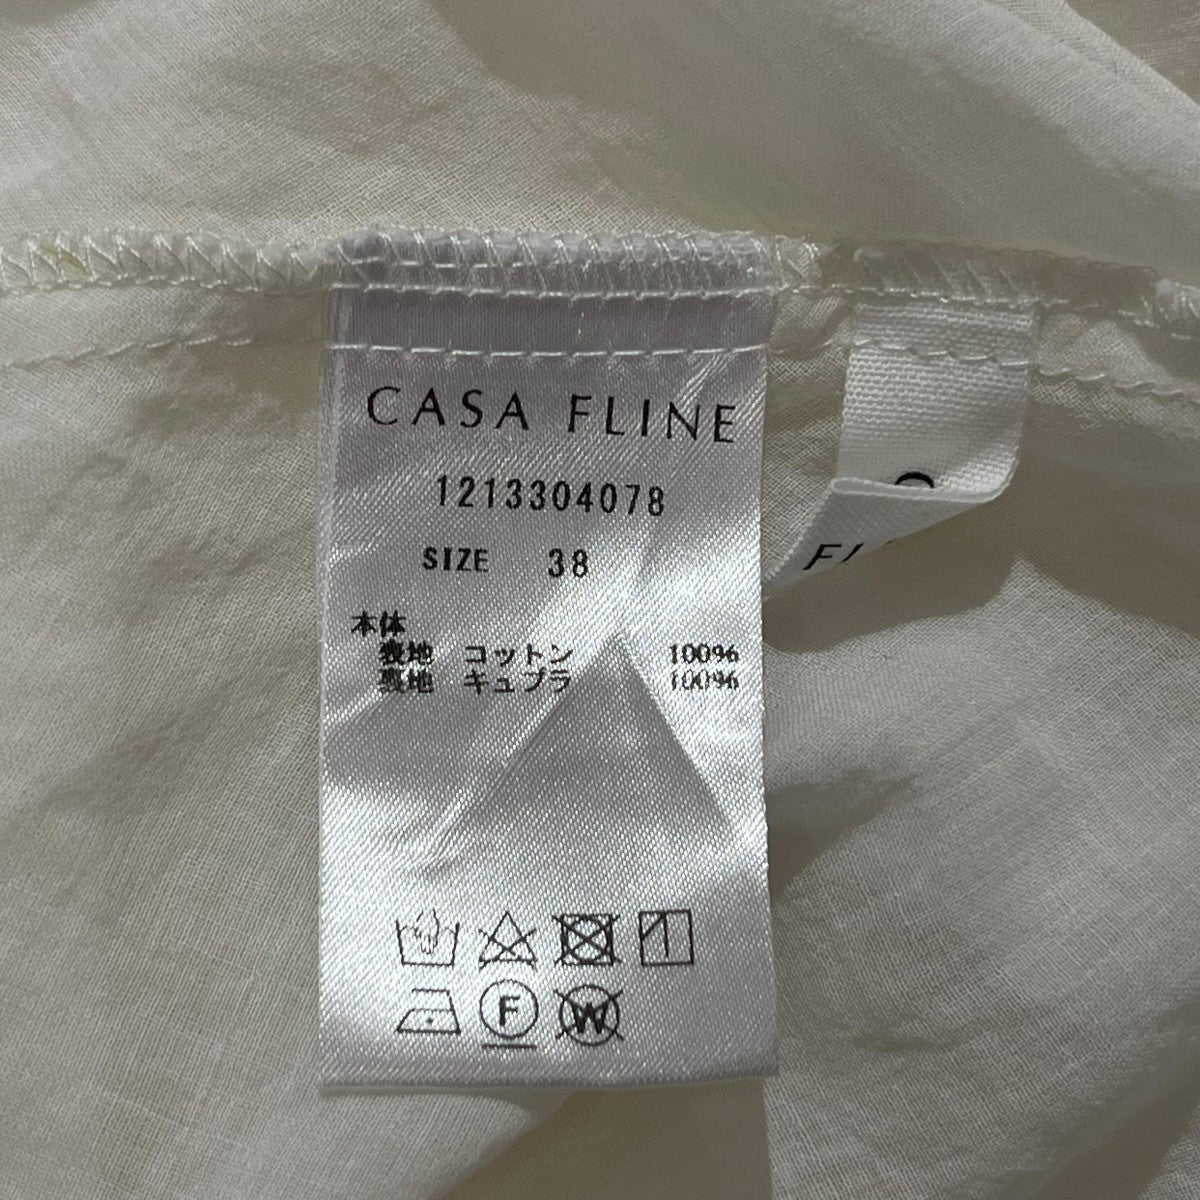 CASA FLINE
1213304078
SIZE 38
本体
表地 コットン 100%
裏地 キュプラ 100%
F
W
FL